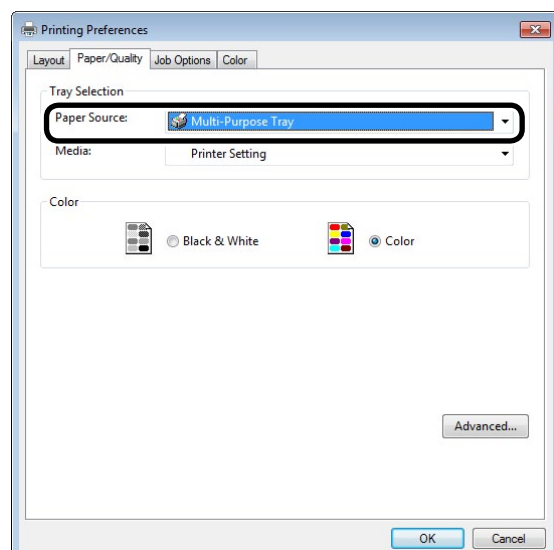 Printing Preferences
Layout Paper/Quality Job Options Color
Tray Selection
Paper Source: Multi-Purpose Tray
Media: Printer Setting
Color
Black & White Color
Advanced...
OK Cancel